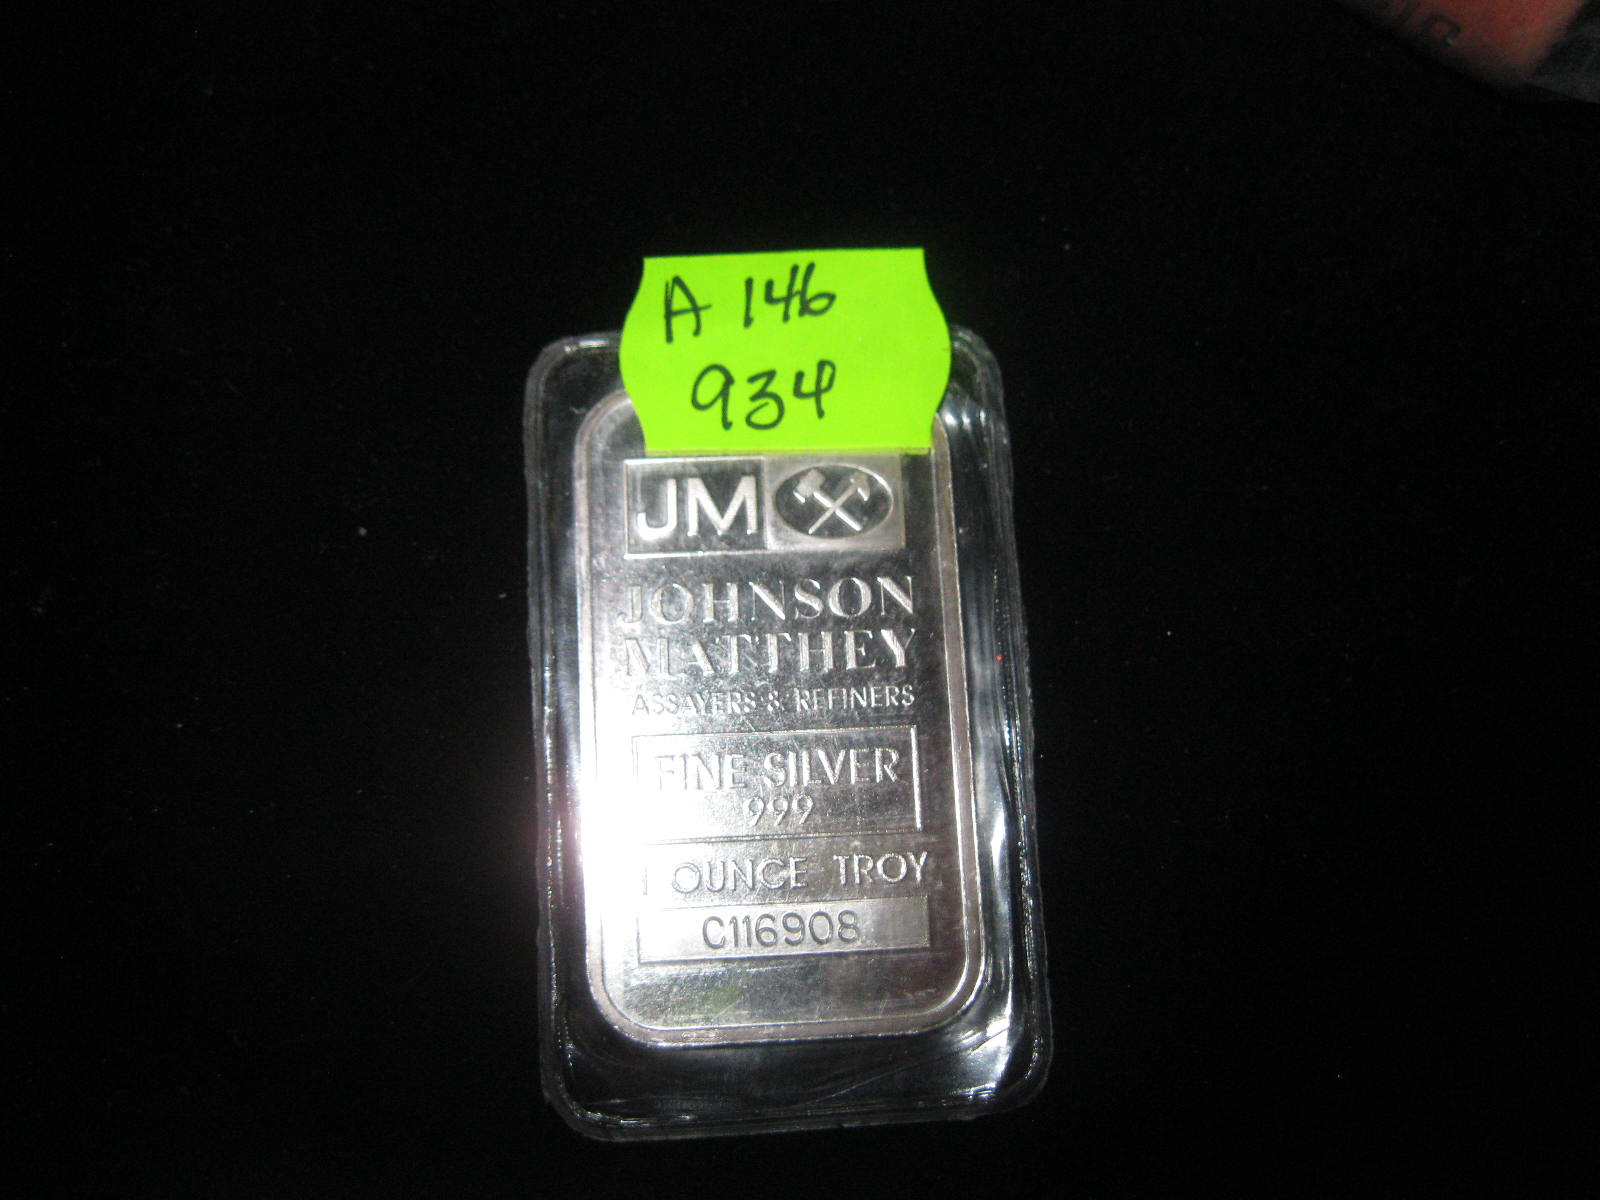 A 146
934
JM
JOHNSON
MATTHEY
ASSAYERS & REFINERS
FINE SILVER
999
1 OUNCE TROY
C116908